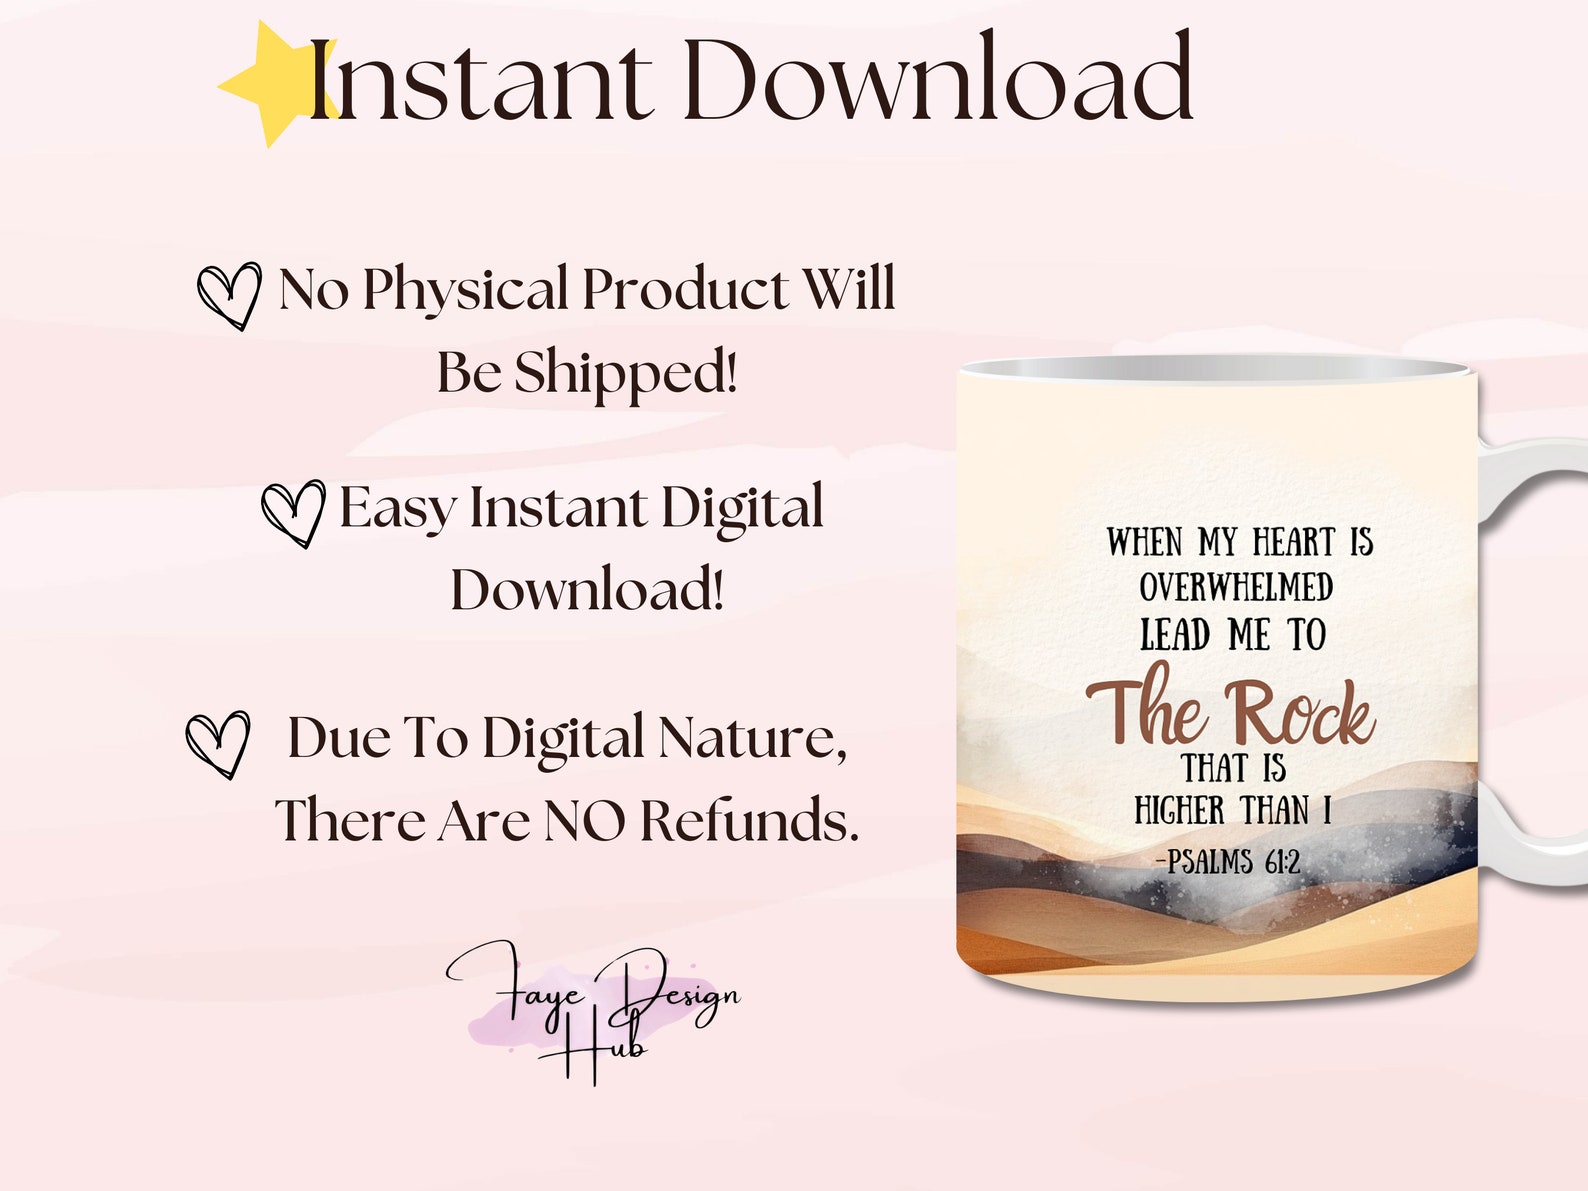 Instant Download
No Physical Product Will
Be Shipped!
Easy Instant Digital
Download!
Due To Digital Nature,
There Are NO Refunds.
Faye Design
Hub
WHEN MY HEART IS
OVERWHELMED
LEAD ME TO
The Rock
THAT IS
HIGHER THAN I
-PSALMS 61:2